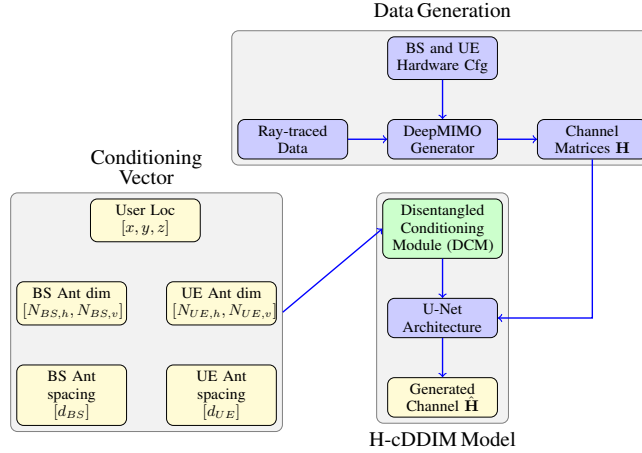 Data Generation
BS and UE
Hardware Cfg
Ray-traced
Data
DeepMIMO
Generator
Channel
Matrices H
Conditioning
Vector
User Loc
[x, y, z]
BS Ant dim
[N_{BS,h}, N_{BS,v}]
UE Ant dim
[N_{UE,h}, N_{UE,v}]
BS Ant
spacing
[d_{BS}]
UE Ant
spacing
[d_{UE}]
Disentangled
Conditioning
Module (DCM)
U-Net
Architecture
Generated
Channel Ĥ
H-cDDIM Model